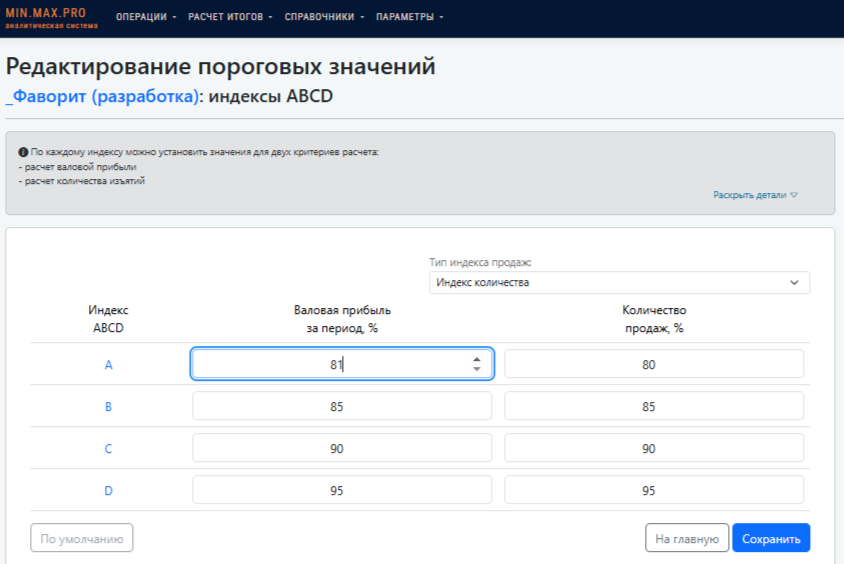 MIN.MAX.PRO
аналитическая система
ОПЕРАЦИИ РАСЧЕТ ИТОГОВ СПРАВОЧНИКИ ПАРАМЕТРЫ
Редактирование пороговых значений
_Фаворит (разработка): индексы ABCD
По каждому индексу можно установить значения для двух критериев расчета:
- расчет валовой прибыли
- расчет количества изъятий
Раскрыть детали
Тип индекса продаж:
Индекс количества
Индекс ABCD Валовая прибыль за период, % Количество продаж, %
A 81 80
B 85 85
C 90 90
D 95 95
По умолчанию На главную Сохранить